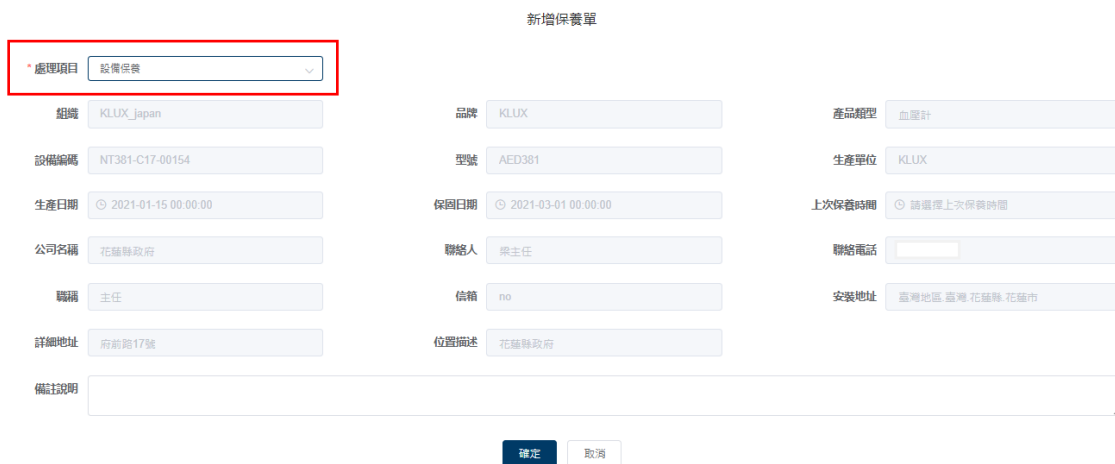 新增保養單
* 處理項目 設備保養
組織 KLUX_japan 品牌 KLUX 產品類型 血壓計
設備編碼 NT381-C17-00154 型號 AED381 生產單位 KLUX
生產日期 2021-01-15 00:00:00 保固日期 2021-03-01 00:00:00 上次保養時間 請選擇上次保養時間
公司名稱 花蓮縣政府 聯絡人 梁主任 聯絡電話
職稱 主任 信箱 no 安裝地址 臺灣地區.臺灣.花蓮縣.花蓮市
詳細地址 府前路17號 位置描述 花蓮縣政府
備註說明
確定 取消